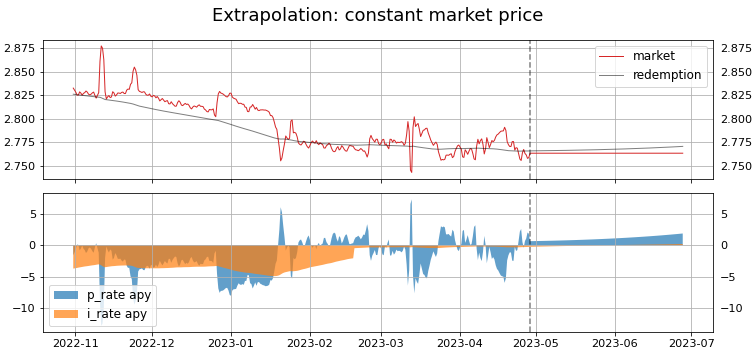 Extrapolation: constant market price
2.875 2.875
2.850 2.850
2.825 2.825
2.800 2.800
2.775 2.775
2.750 2.750
market
redemption
5 5
0 0
−5 −5
−10 −10
p_rate apy
i_rate apy
2022-11 2022-12 2023-01 2023-02 2023-03 2023-04 2023-05 2023-06 2023-07